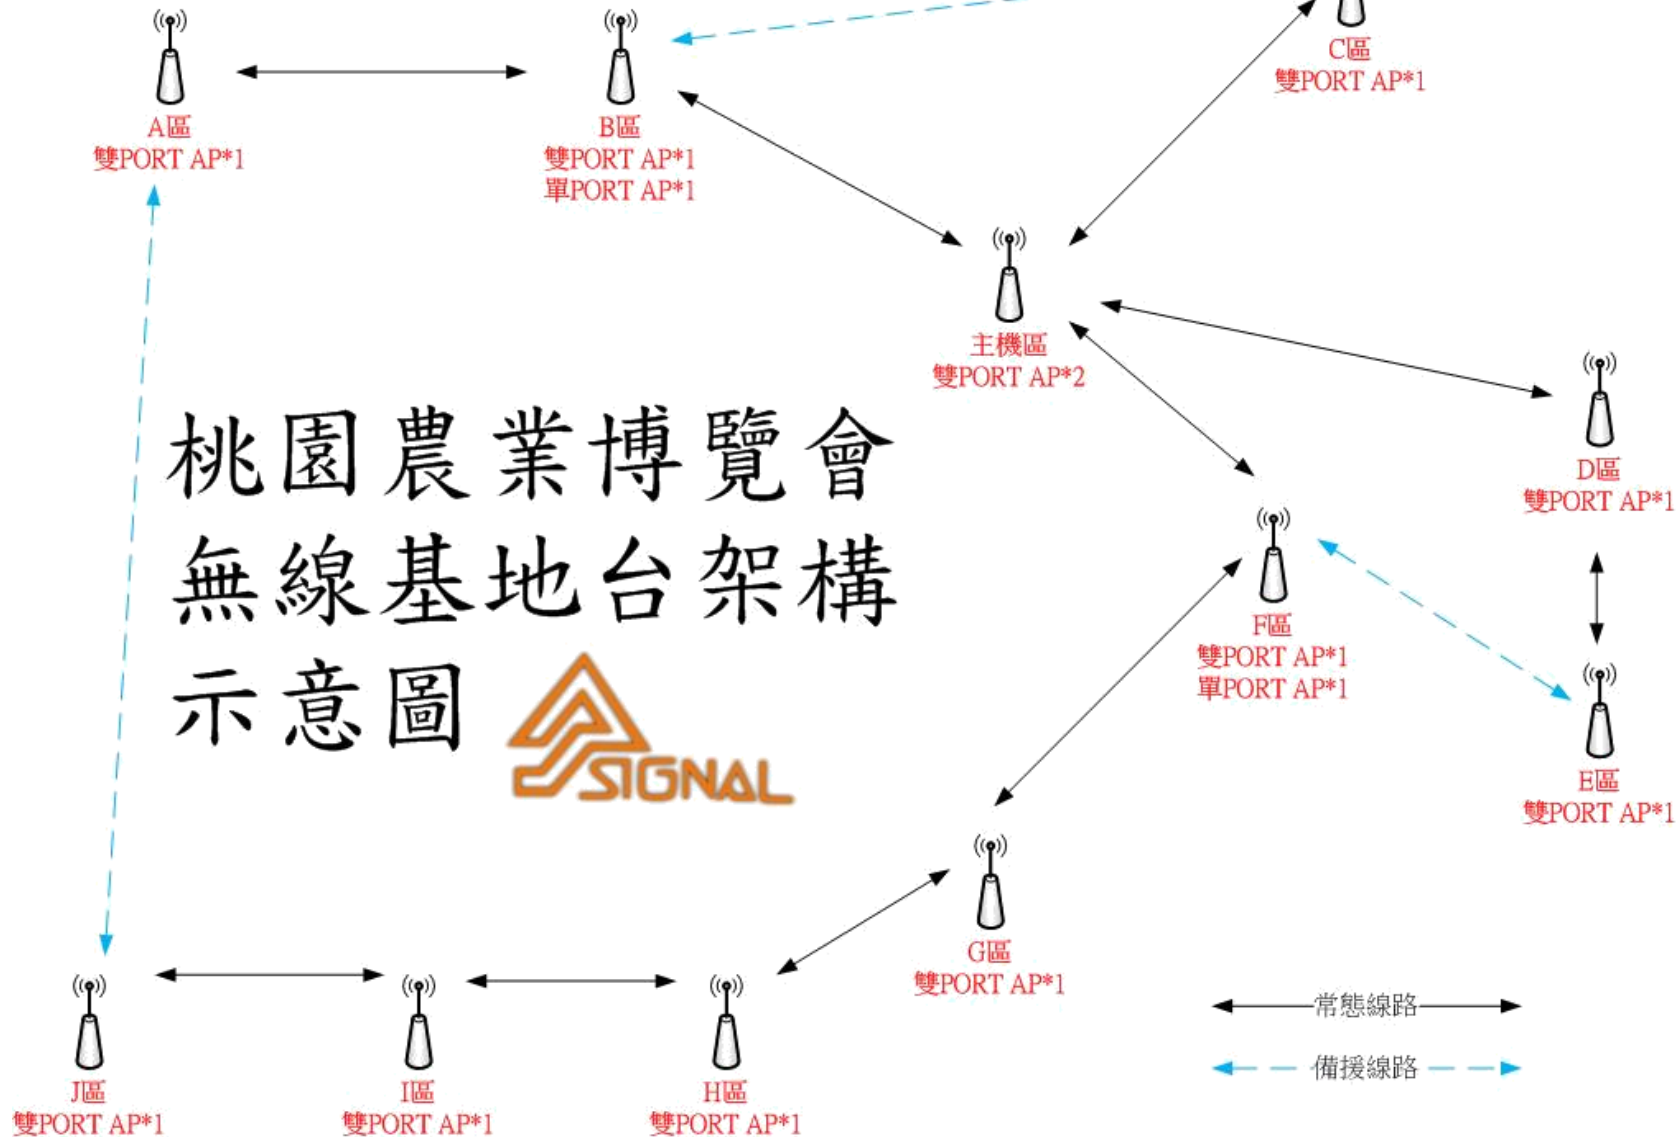 C區
雙PORT AP*1
A區
雙PORT AP*1
B區
雙PORT AP*1
單PORT AP*1
主機區
雙PORT AP*2
D區
雙PORT AP*1
桃園農業博覽會
無線基地台架構
示意圖
SIGNAL
F區
雙PORT AP*1
單PORT AP*1
E區
雙PORT AP*1
G區
雙PORT AP*1
常態線路
備援線路
J區
雙PORT AP*1
I區
雙PORT AP*1
H區
雙PORT AP*1